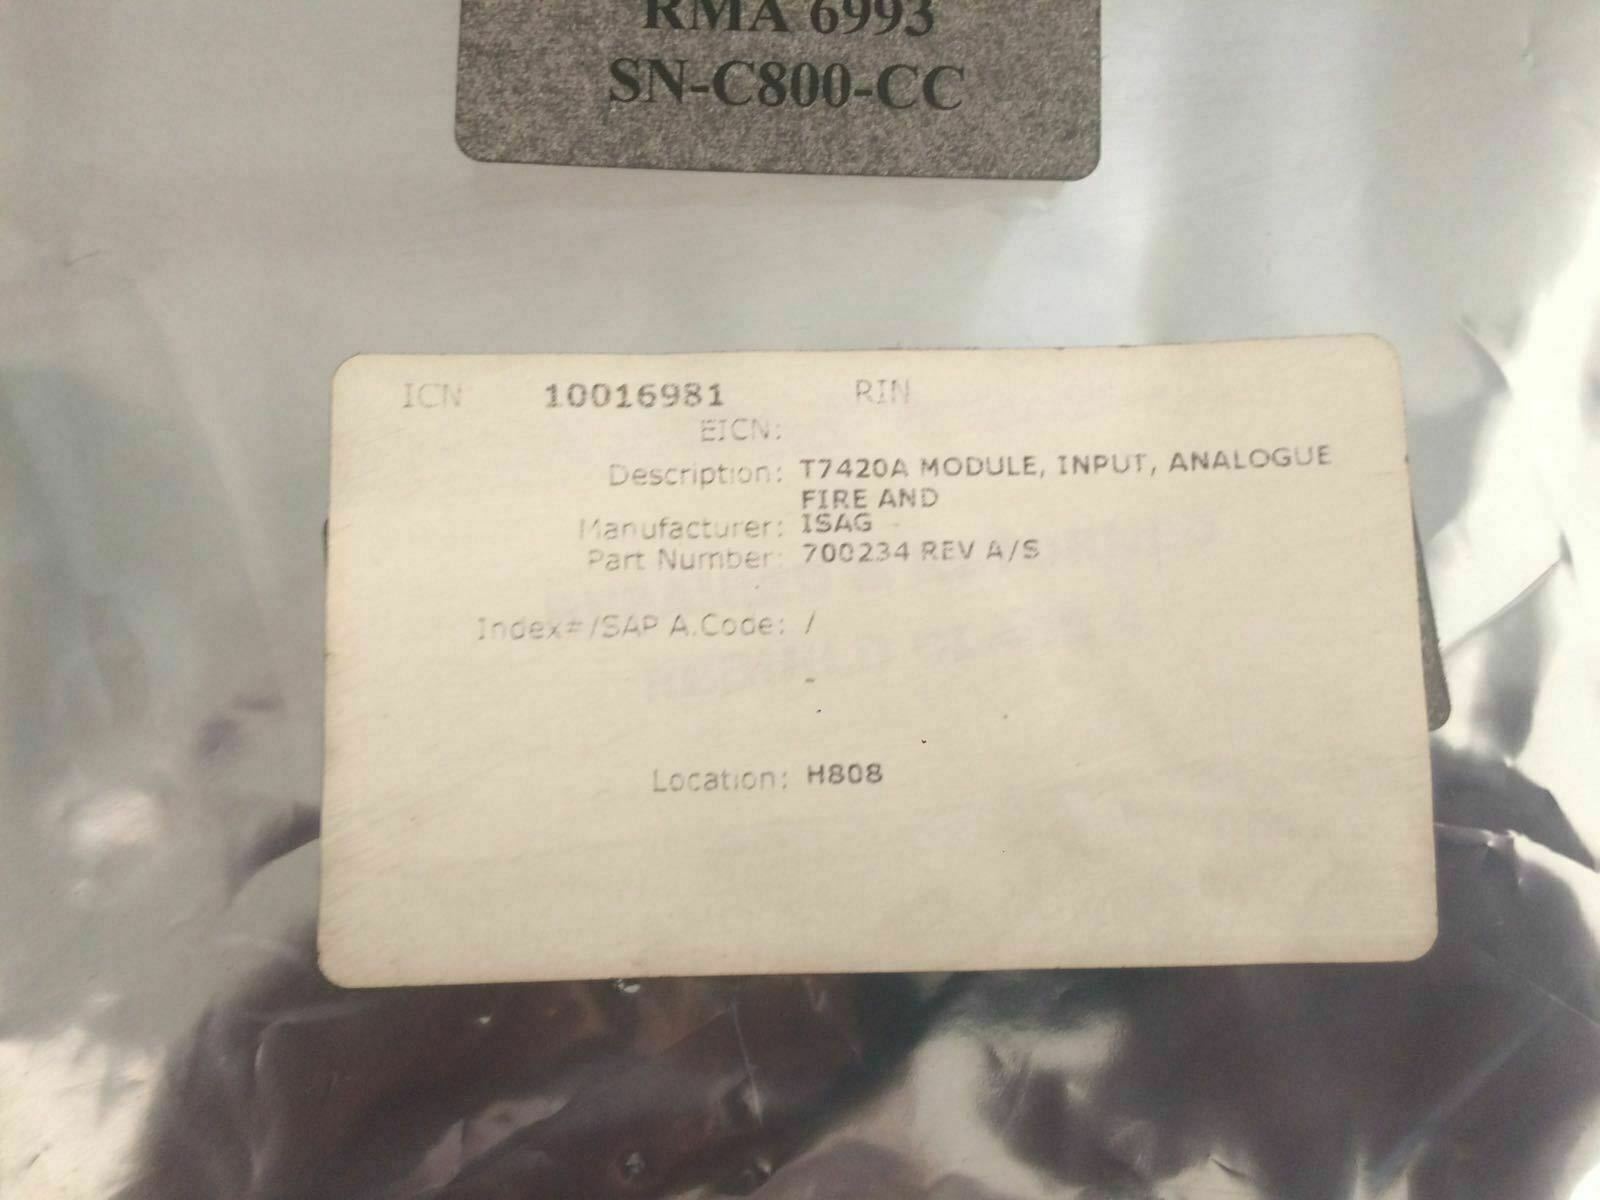 RMA 6993
SN-C800-CC
ICN 10016981 RIN
EICN:
Description: T7420A MODULE, INPUT, ANALOGUE
FIRE AND
Manufacturer: ISAG
Part Number: 700234 REV A/S
Index#/SAP A.Code: /
-
Location: H808